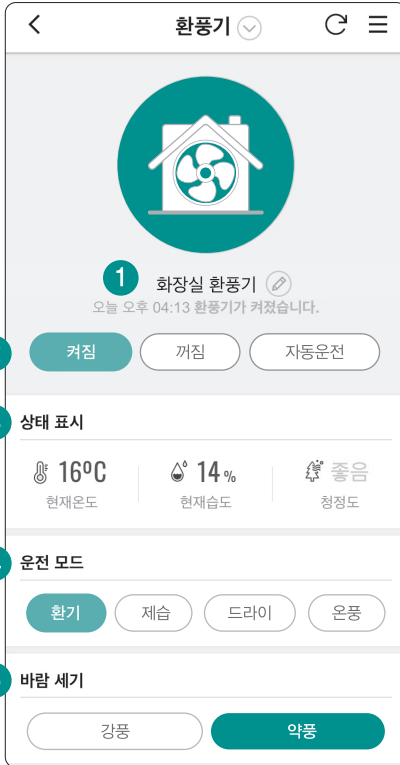 환풍기
1 화장실 환풍기
오늘 오후 04:13 환풍기가 켜졌습니다.
켜짐 꺼짐 자동운전
상태 표시
16ºC 14 % 좋음
현재온도 현재습도 청정도
운전 모드
환기 제습 드라이 온풍
바람 세기
강풍 약풍